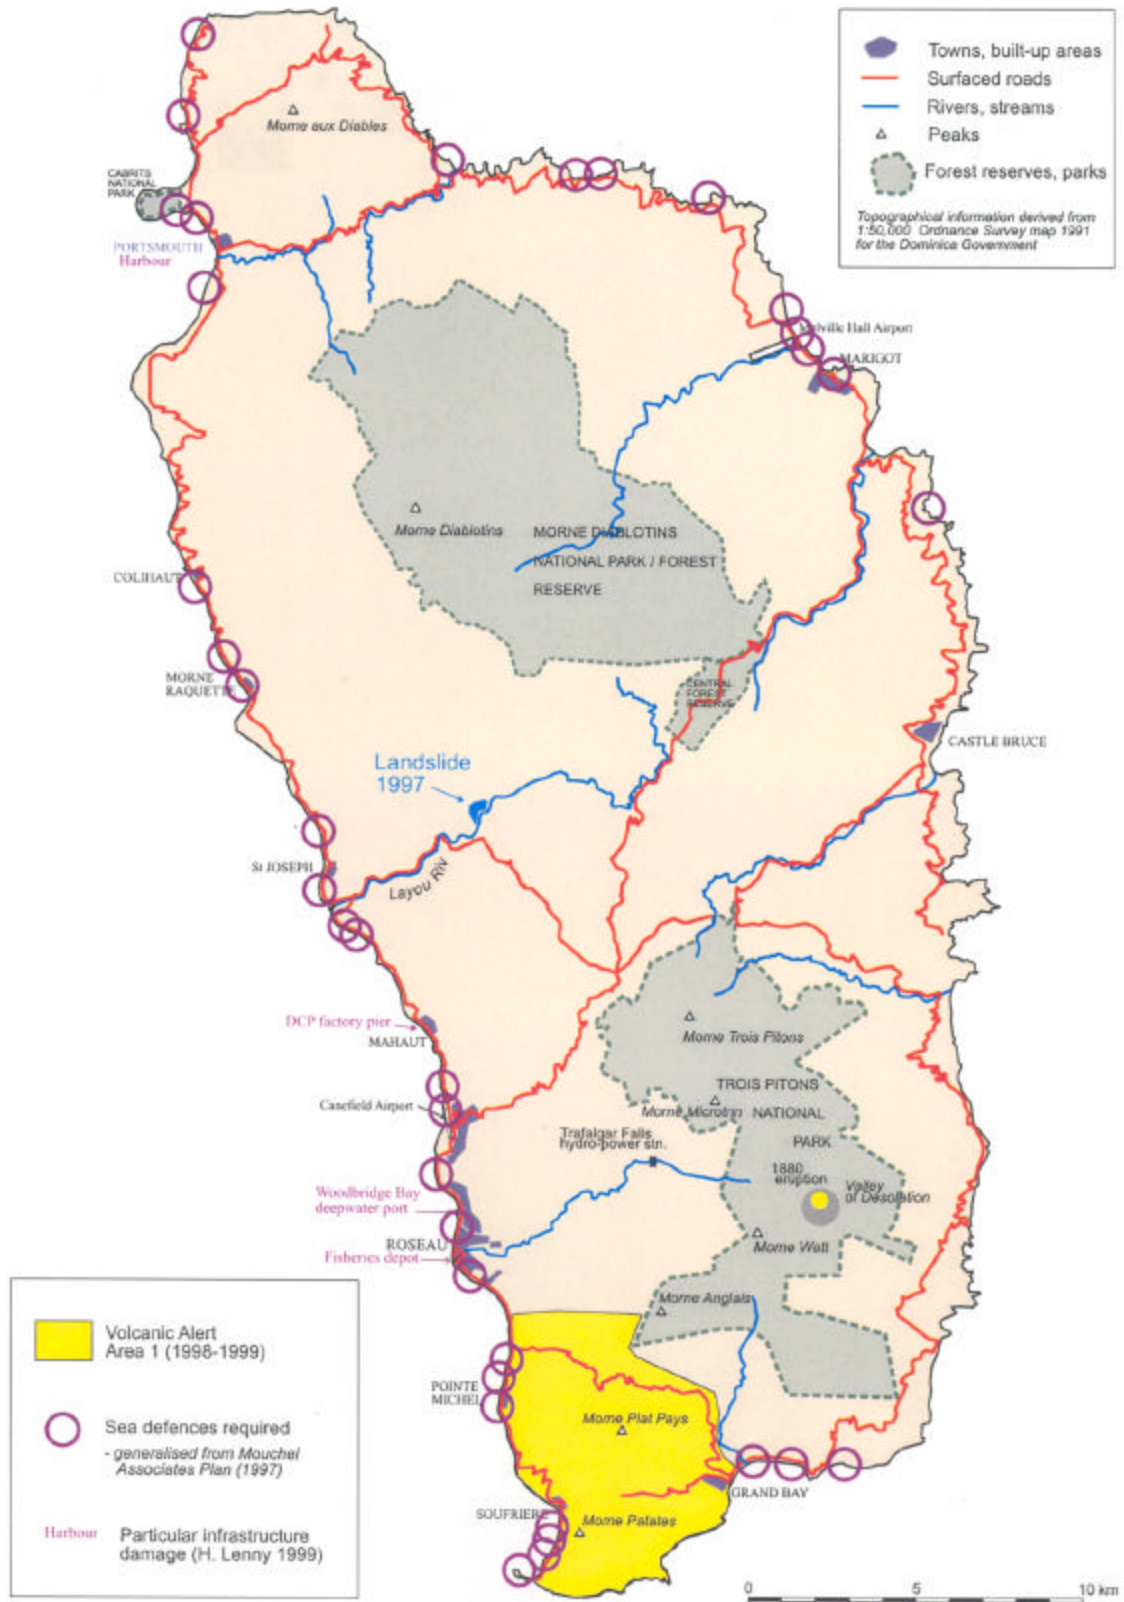 Towns, built-up areas
Surfaced roads
Rivers, streams
Peaks
Forest reserves, parks
Topographical information derived from
1:50,000 Ordnance Survey map 1991
for the Dominica Government
Morne aux Diables
CABRITS
NATIONAL
PARK
PORTSMOUTH
Harbour
Melville Hall Airport
MARIGOT
Morne Diablotins
MORNE DIABLOTINS
NATIONAL PARK / FOREST
RESERVE
COLIHAUT
MORNE
RAQUETTE
CENTRAL
FOREST
RESERVE
CASTLE BRUCE
Landslide
1997
St JOSEPH
Layou Riv
DCP factory pier
MAHAUT
Morne Trois Pitons
TROIS PITONS
NATIONAL
PARK
Morne Microtrin
Canefield Airport
Trafalgar Falls
hydro-power stn.
1880
eruption
Valley
of Desolation
Woodbridge Bay
deepwater port
ROSEAU
Fisheries depot
Morne Watt
Morne Anglais
POINTE
MICHEL
Morne Plat Pays
GRAND BAY
SOUFRIERE
Morne Patates
Volcanic Alert
Area 1 (1998-1999)
Sea defences required
- generalised from Mouchel
Associates Plan (1997)
Harbour
Particular infrastructure
damage (H. Lenny 1999)
0 5 10 km